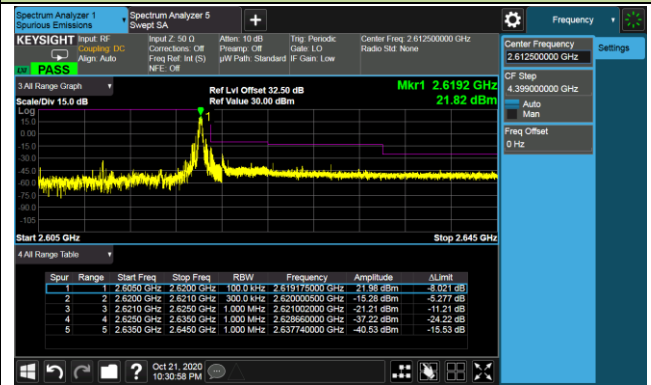 Spectrum Analyzer 1
Spurious Emissions
Spectrum Analyzer 5
Swept SA
Frequency
KEYSIGHT
Input: RF
Coupling: DC
Align: Auto
Input Z: 50 Ω
Corrections: Off
Freq Ref: Int (S)
NFE: Off
Atten: 10 dB
Preamp: Off
µW Path: Standard
Trig: Periodic
Gate: LO
IF Gain: Low
Center Freq: 2.612500000 GHz
Radio Std: None
PASS
3 All Range Graph
Scale/Div 15.0 dB
Ref Lvl Offset 32.50 dB
Ref Value 30.00 dBm
Mkr1 2.6192 GHz
21.82 dBm
Log
15.0
0.00
-15.0
-30.0
-45.0
-60.0
-75.0
-90.0
-105
1
Start 2.605 GHz
Stop 2.645 GHz
4 All Range Table
Spur Range Start Freq Stop Freq RBW Frequency Amplitude ΔLimit
1 1 2.6050 GHz 2.6200 GHz 100.0 kHz 2.619175000 GHz 21.98 dBm -8.021 dB
2 2 2.6200 GHz 2.6210 GHz 300.0 kHz 2.620000500 GHz -15.28 dBm -5.277 dB
3 3 2.6210 GHz 2.6250 GHz 1.000 MHz 2.621002000 GHz -21.21 dBm -11.21 dB
4 4 2.6250 GHz 2.6350 GHz 1.000 MHz 2.628660000 GHz -37.22 dBm -24.22 dB
5 5 2.6350 GHz 2.6450 GHz 1.000 MHz 2.637740000 GHz -40.53 dBm -15.53 dB
Center Frequency
2.612500000 GHz
Settings
CF Step
4.399000000 GHz
Auto
Man
Freq Offset
0 Hz
Oct 21, 2020
10:30:58 PM